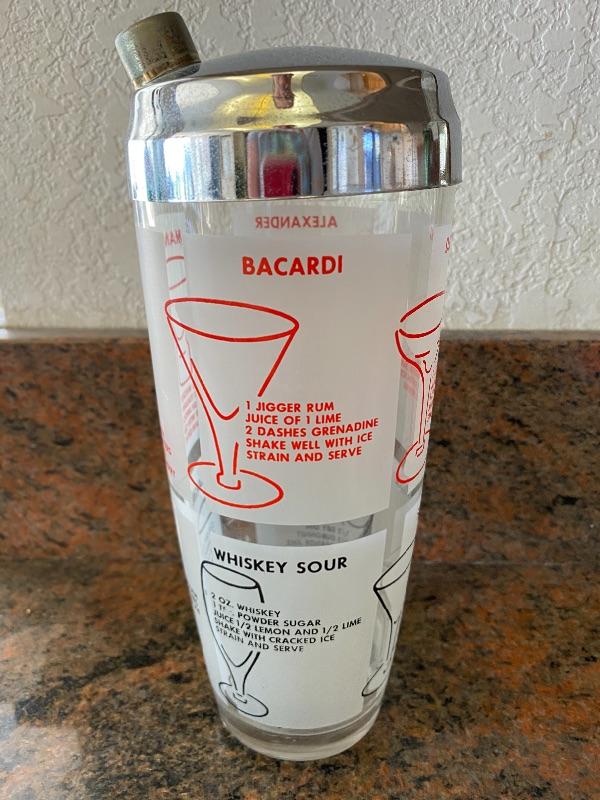 ALEXANDER
BACARDI
1 JIGGER RUM
JUICE OF 1 LIME
2 DASHES GRENADINE
SHAKE WELL WITH ICE
STRAIN AND SERVE
WHISKEY SOUR
2 OZ. WHISKEY
POWDER SUGAR
JUICE 1/2 LEMON AND 1/2 LIME
SHAKE WITH CRACKED ICE
STRAIN AND SERVE